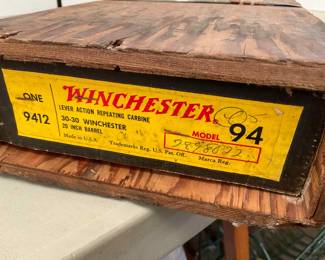 ONE
9412
WINCHESTER
LEVER ACTION REPEATING CARBINE
30-30 WINCHESTER
20 INCH BARREL
Made in U.S.A.
Trademarks Reg. U.S. Pat. Off.
Marca Reg.
MODEL 94